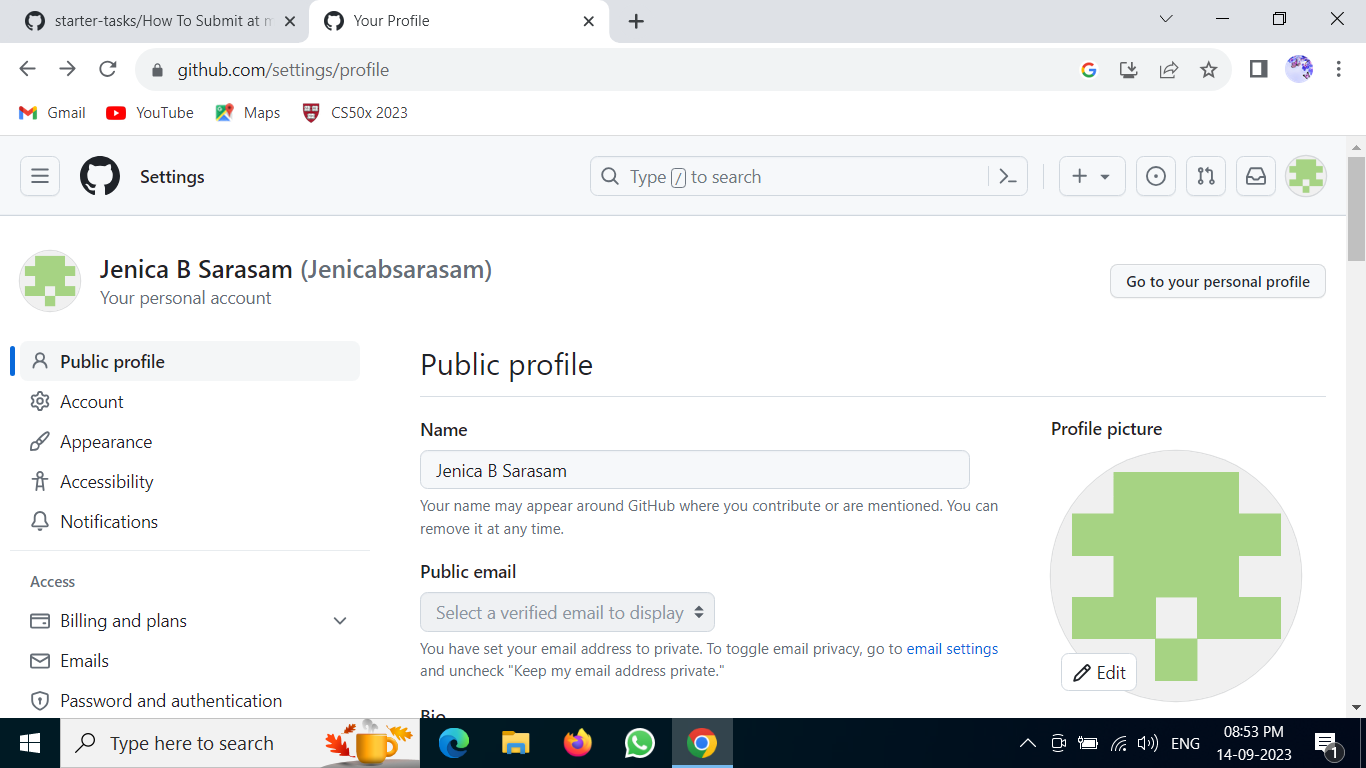 starter-tasks/How To Submit at m
Your Profile
github.com/settings/profile
Gmail
YouTube
Maps
CS50x 2023
Settings
Type / to search
Jenica B Sarasam (Jenicabsarasam)
Your personal account
Go to your personal profile
Public profile
Account
Appearance
Accessibility
Notifications
Access
Billing and plans
Emails
Password and authentication
Public profile
Name
Jenica B Sarasam
Your name may appear around GitHub where you contribute or are mentioned. You can
remove it at any time.
Public email
Select a verified email to display
You have set your email address to private. To toggle email privacy, go to email settings
and uncheck "Keep my email address private."
Bio
Profile picture
Edit
Type here to search
ENG
08:53 PM
14-09-2023
1